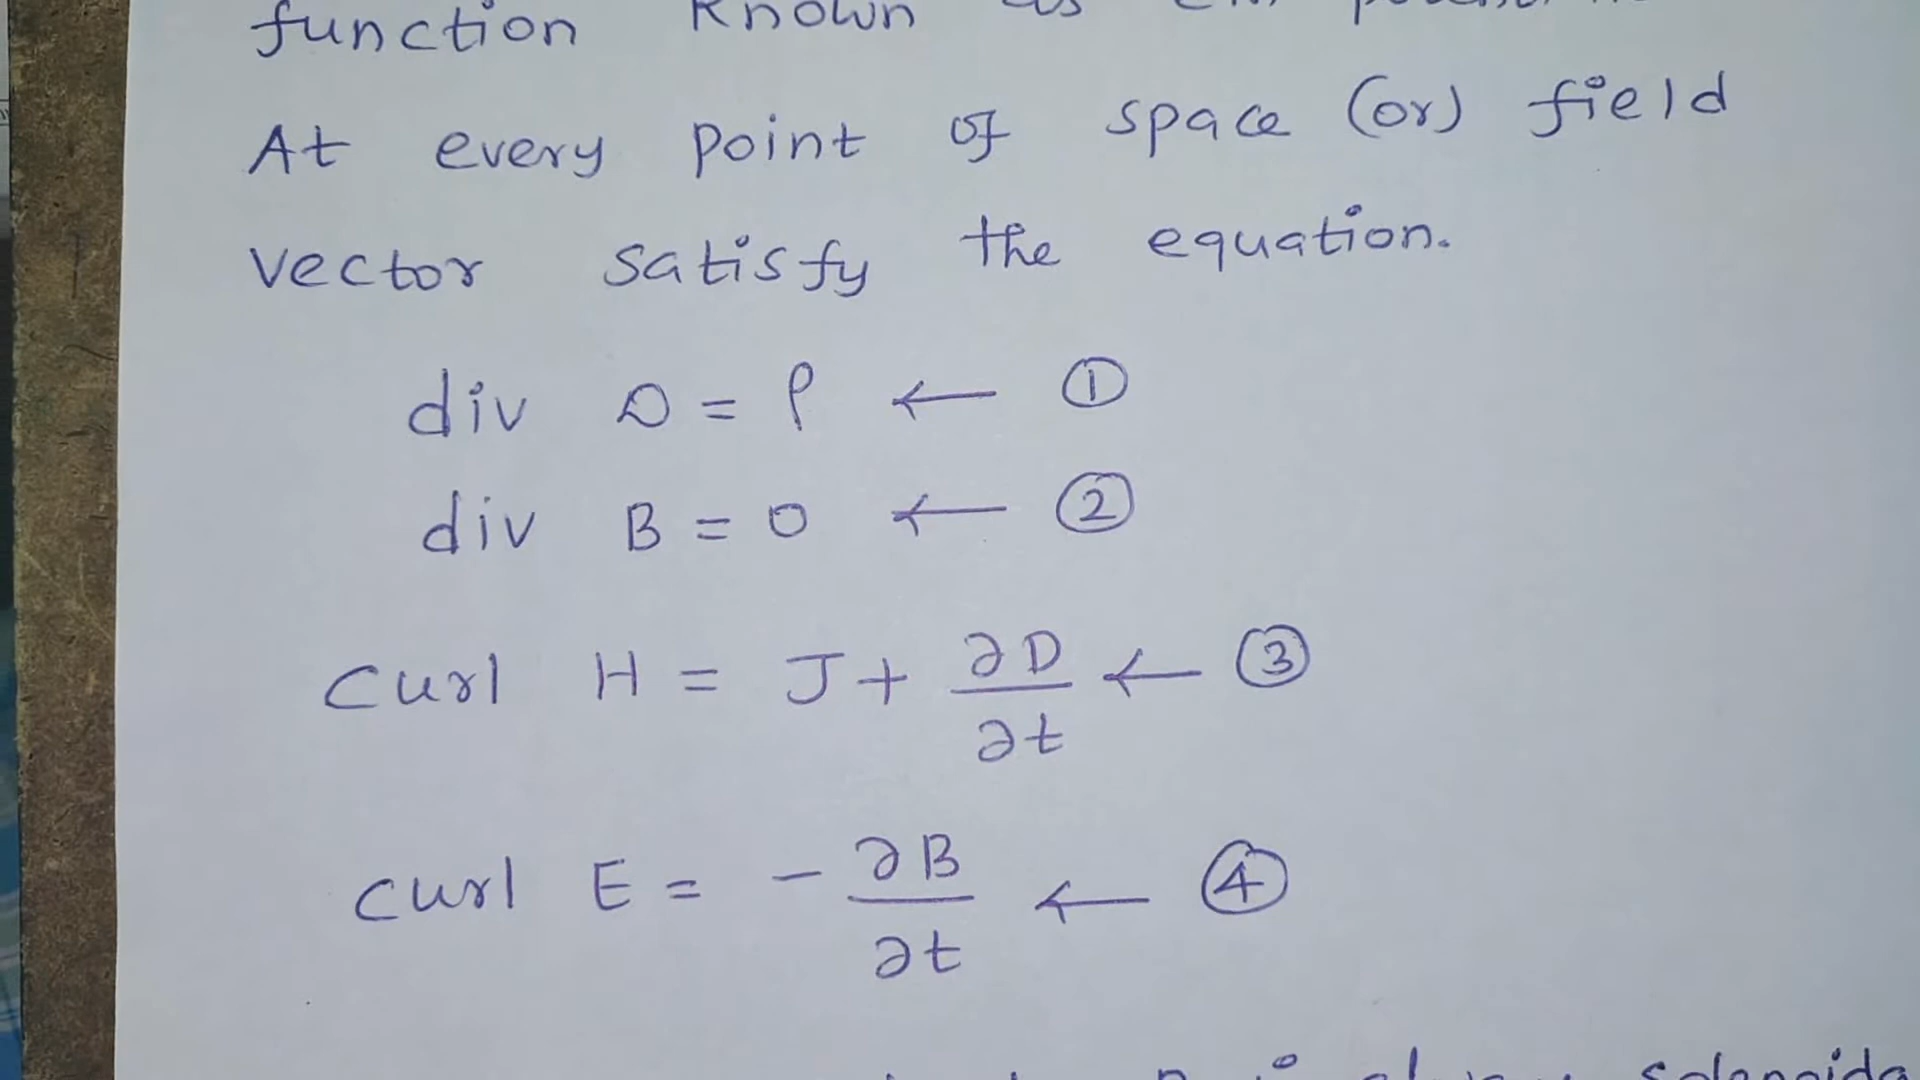 function known as
At every point of space (or) field
vector satisfy the equation.
div D = ρ ← ①
div B = 0 ← ②
Curl H = J + ∂D/∂t ← ③
Curl E = - ∂B/∂t ← ④